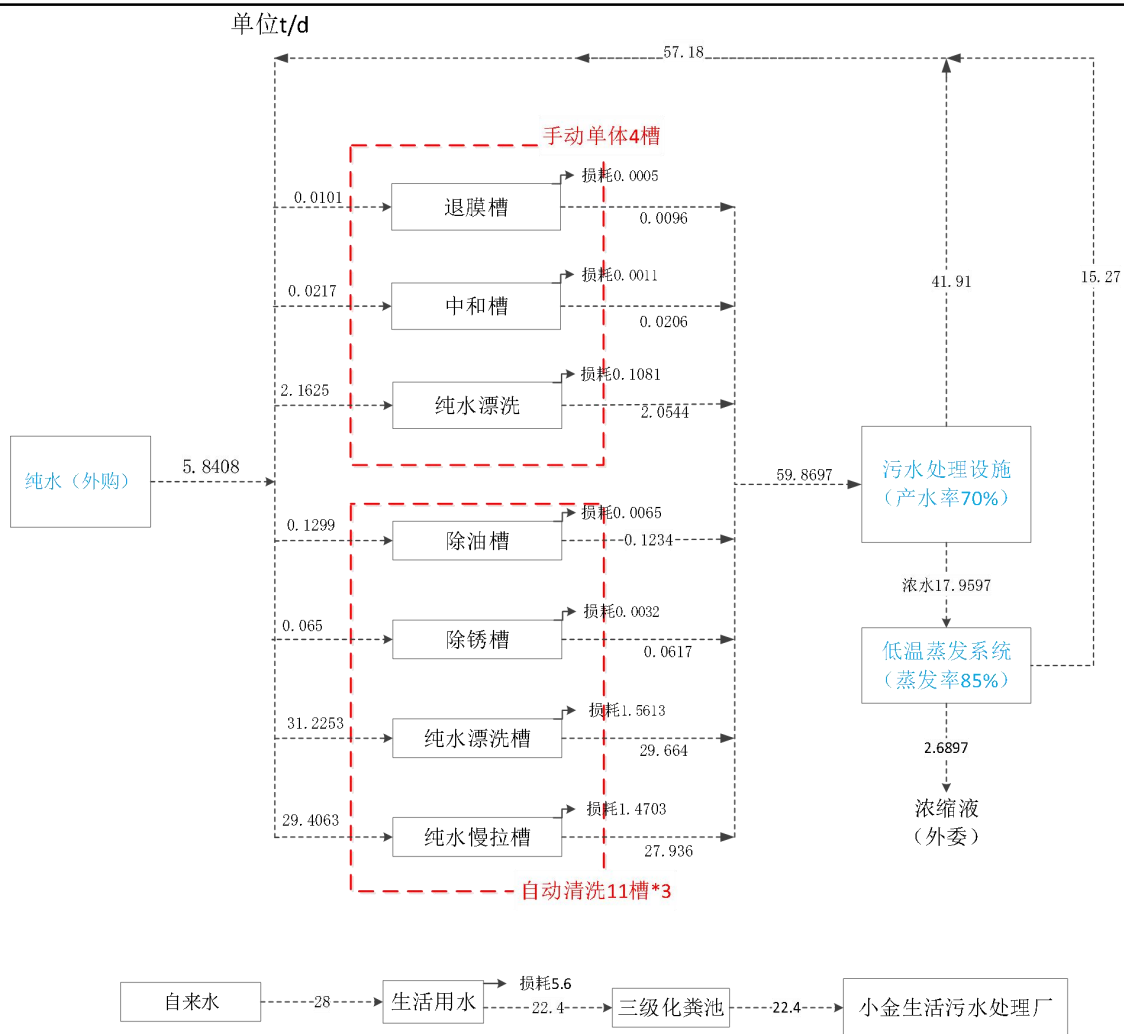 单位t/d
57.18
手动单体4槽
损耗0.0005
0.0101
退膜槽
0.0096
损耗0.0011
0.0217
中和槽
0.0206
41.91
15.27
损耗0.1081
2.1625
纯水漂洗
2.0544
纯水（外购）
5.8408
59.8697
污水处理设施
（产水率70%）
损耗0.0065
0.1299
除油槽
0.1234
浓水17.9597
损耗0.0032
0.065
除锈槽
0.0617
低温蒸发系统
（蒸发率85%）
损耗1.5613
31.2253
纯水漂洗槽
29.664
2.6897
损耗1.4703
29.4063
纯水慢拉槽
27.936
浓缩液
（外委）
自动清洗11槽*3
损耗5.6
自来水
28
生活用水
22.4
三级化粪池
22.4
小金生活污水处理厂